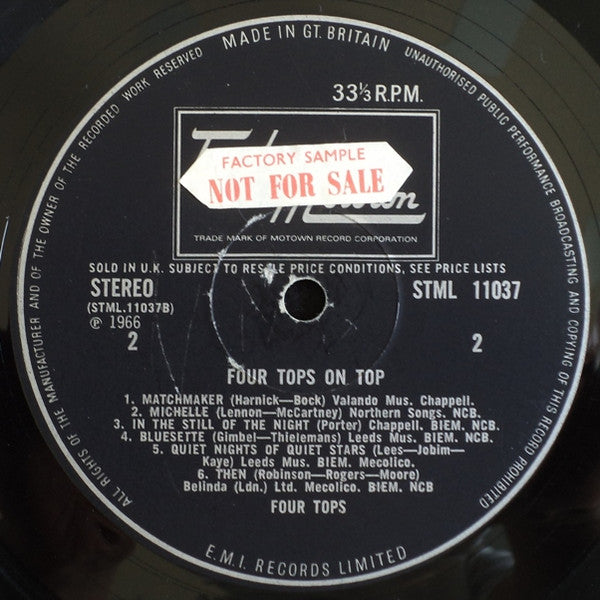 MADE IN GT. BRITAIN
UNAUTHORISED PUBLIC PERFORMANCE BROADCASTING AND COPYING OF THIS RECORD PROHIBITED
ALL RIGHTS OF THE MANUFACTURER AND OF THE OWNER OF THE RECORDED WORK RESERVED
33⅓ R.P.M.
FACTORY SAMPLE
NOT FOR SALE
Motown
TRADE MARK OF MOTOWN RECORD CORPORATION
SOLD IN U.K. SUBJECT TO RESALE PRICE CONDITIONS, SEE PRICE LISTS
STEREO
STML 11037
(STML.11037B)
℗ 1966
2
2
FOUR TOPS ON TOP
1. MATCHMAKER (Harnick—Bock) Valando Mus. Chappell.
2. MICHELLE (Lennon—McCartney) Northern Songs. NCB.
3. IN THE STILL OF THE NIGHT (Porter) Chappell. BIEM. NCB.
4. BLUESETTE (Gimbel—Thielemans) Leeds Mus. BIEM. NCB.
5. QUIET NIGHTS OF QUIET STARS (Lees—Jobim—
Kaye) Leeds Mus. BIEM. Mecolico.
6. THEN (Robinson—Rogers—Moore)
Belinda (Ldn.) Ltd. Mecolico. BIEM. NCB
FOUR TOPS
E.M.I. RECORDS LIMITED